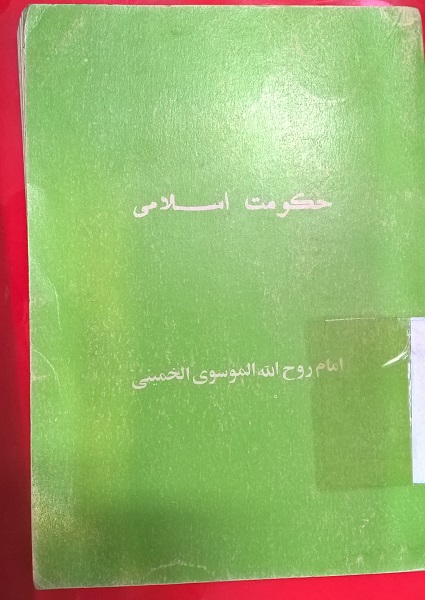 حکومت اسلامی
امام روح الله الموسوی الخمینی